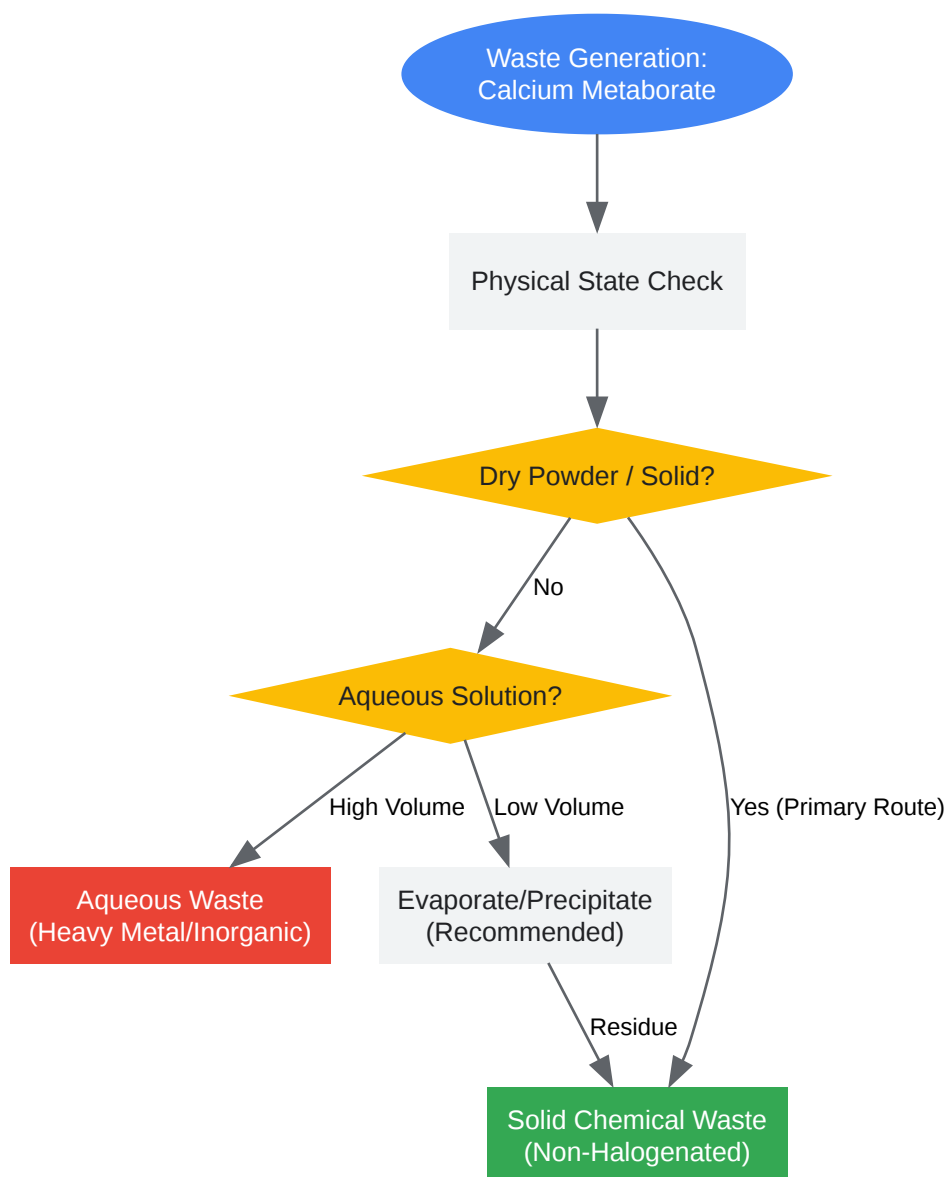 Waste Generation:
Calcium Metaborate
Physical State Check
Dry Powder / Solid?
No
Aqueous Solution?
High Volume
Low Volume
Yes (Primary Route)
Aqueous Waste
(Heavy Metal/Inorganic)
Evaporate/Precipitate
(Recommended)
Residue
Solid Chemical Waste
(Non-Halogenated)